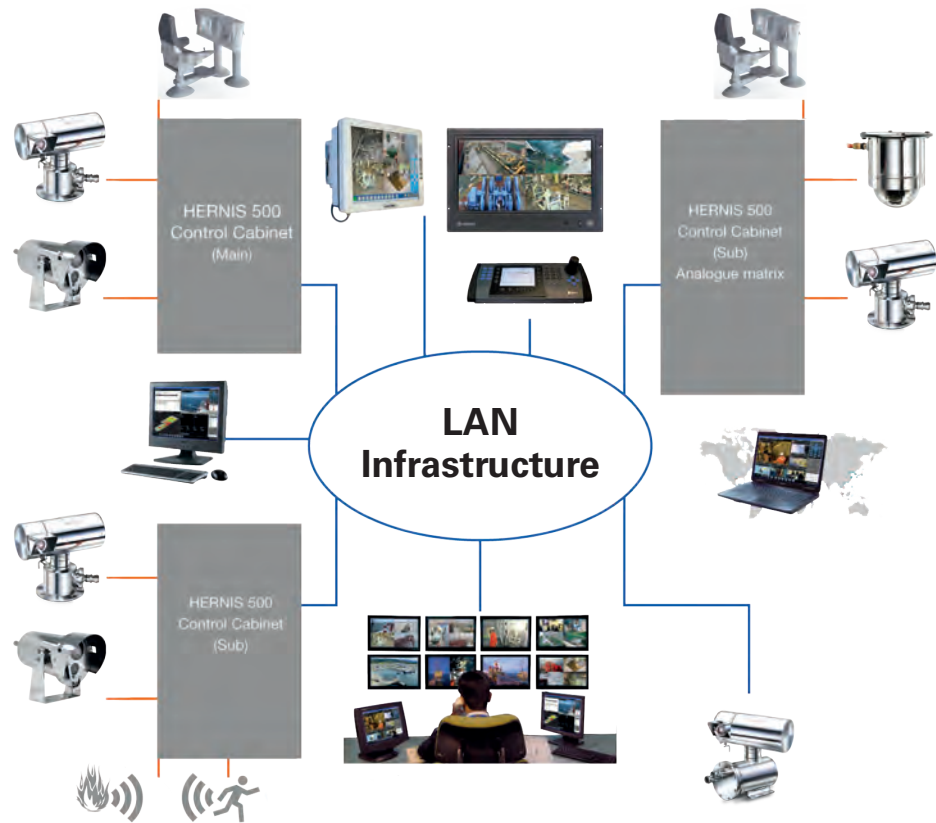 HERNIS 500
Control Cabinet
(Main)
HERNIS 500
Control Cabinet
(Sub)
Analogue matrix
LAN
Infrastructure
HERNIS 500
Control Cabinet
(Sub)